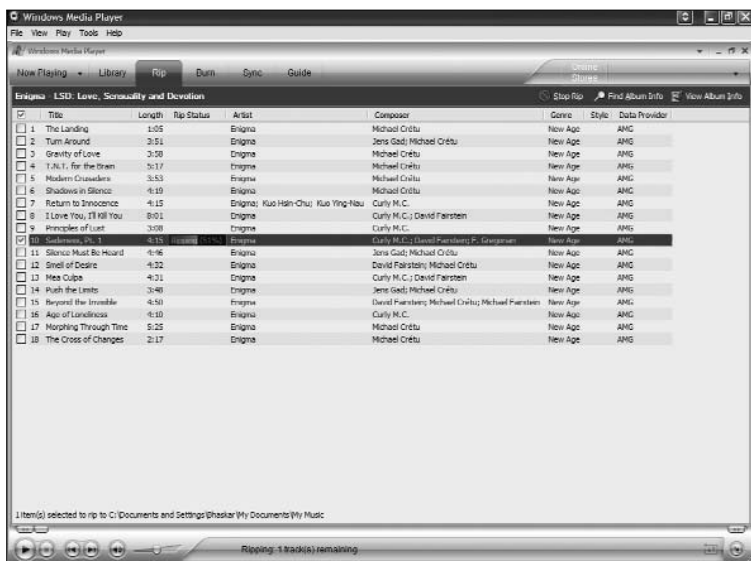 Windows Media Player
File View Play Tools Help
Windows Media Player
Now Playing Library Rip Burn Sync Guide Online Stores
Enigma - LSD: Love, Sensuality and Devotion Stop Rip Find Album Info View Album Info
Title Length Rip Status Artist Composer Genre Style Data Provider
1 The Landing 1:05 Enigma Michael Crétu New Age AMG
2 Turn Around 3:51 Enigma Jens Gad; Michael Crétu New Age AMG
3 Gravity of Love 3:58 Enigma Michael Crétu New Age AMG
4 T.N.T. for the Brain 5:17 Enigma Michael Crétu New Age AMG
5 Modern Crusaders 3:53 Enigma Michael Crétu New Age AMG
6 Shadows in Silence 4:19 Enigma Michael Crétu New Age AMG
7 Return to Innocence 4:15 Enigma; Kuo Hsin-Chu; Kuo Ying-Nau Curly M.C. New Age AMG
8 I Love You, I'll Kill You 8:01 Enigma Curly M.C.; David Fairstein New Age AMG
9 Principles of Lust 3:08 Enigma Curly M.C. New Age AMG
10 Sadeness, Pt. 1 4:15 Ripping Enigma Curly M.C.; David Fairstein; F. Gregorian New Age AMG
11 Silence Must Be Heard 4:46 Enigma Jens Gad; Michael Crétu New Age AMG
12 Smell of Desire 4:32 Enigma David Fairstein; Michael Crétu New Age AMG
13 Mea Culpa 4:31 Enigma Curly M.C.; David Fairstein New Age AMG
14 Push the Limits 3:48 Enigma Jens Gad; Michael Crétu New Age AMG
15 Beyond the Invisible 4:50 Enigma David Fairstein; Michael Crétu; Michael Fairstein New Age AMG
16 Age of Loneliness 4:10 Enigma Curly M.C. New Age AMG
17 Morphing Through Time 5:25 Enigma Michael Crétu New Age AMG
18 The Cross of Changes 2:17 Enigma Michael Crétu New Age AMG
1 item(s) selected to rip to C:\Documents and Settings\Bhaskar\My Documents\My Music
Ripping: 1 track(s) remaining